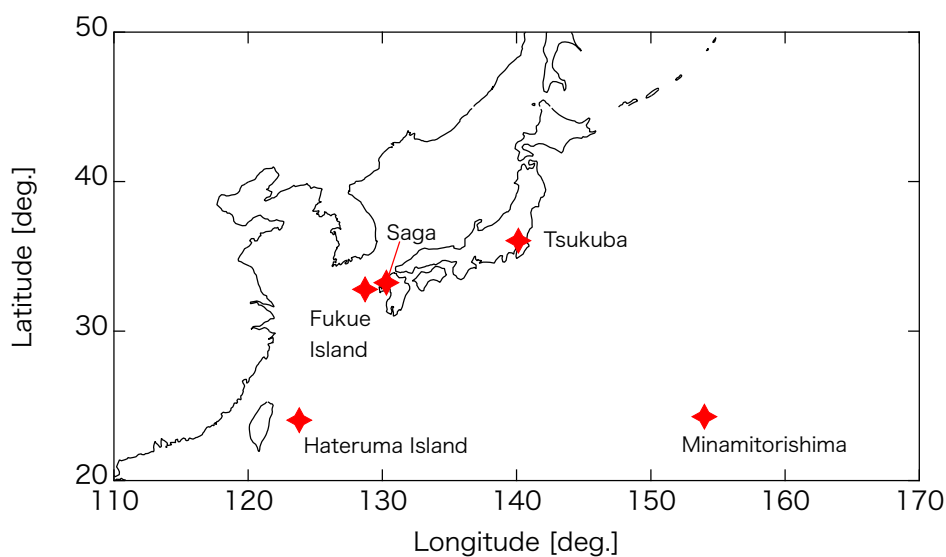 50
40
30
20
Latitude [deg.]
Saga
Tsukuba
Fukue
Island
Hateruma Island
Minamitorishima
110 120 130 140 150 160 170
Longitude [deg.]